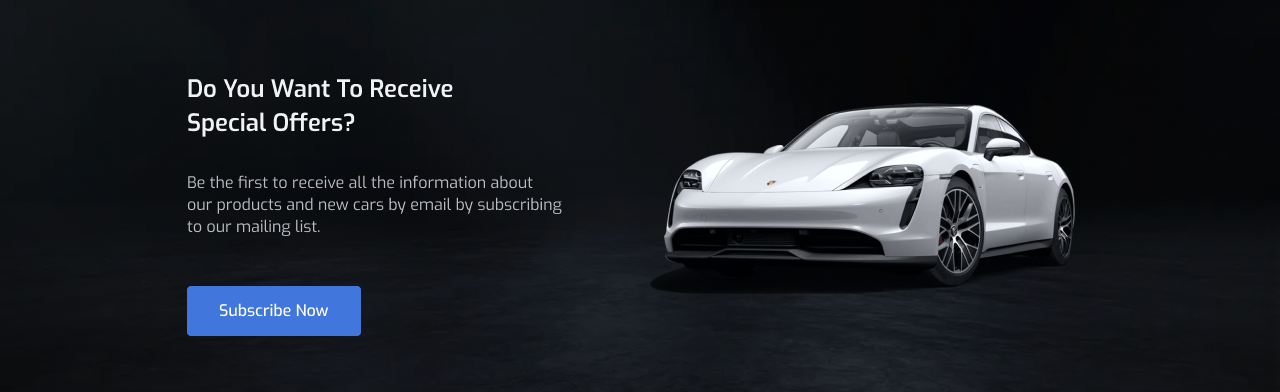 Do You Want To Receive
Special Offers?
Be the first to receive all the information about
our products and new cars by email by subscribing
to our mailing list.
Subscribe Now